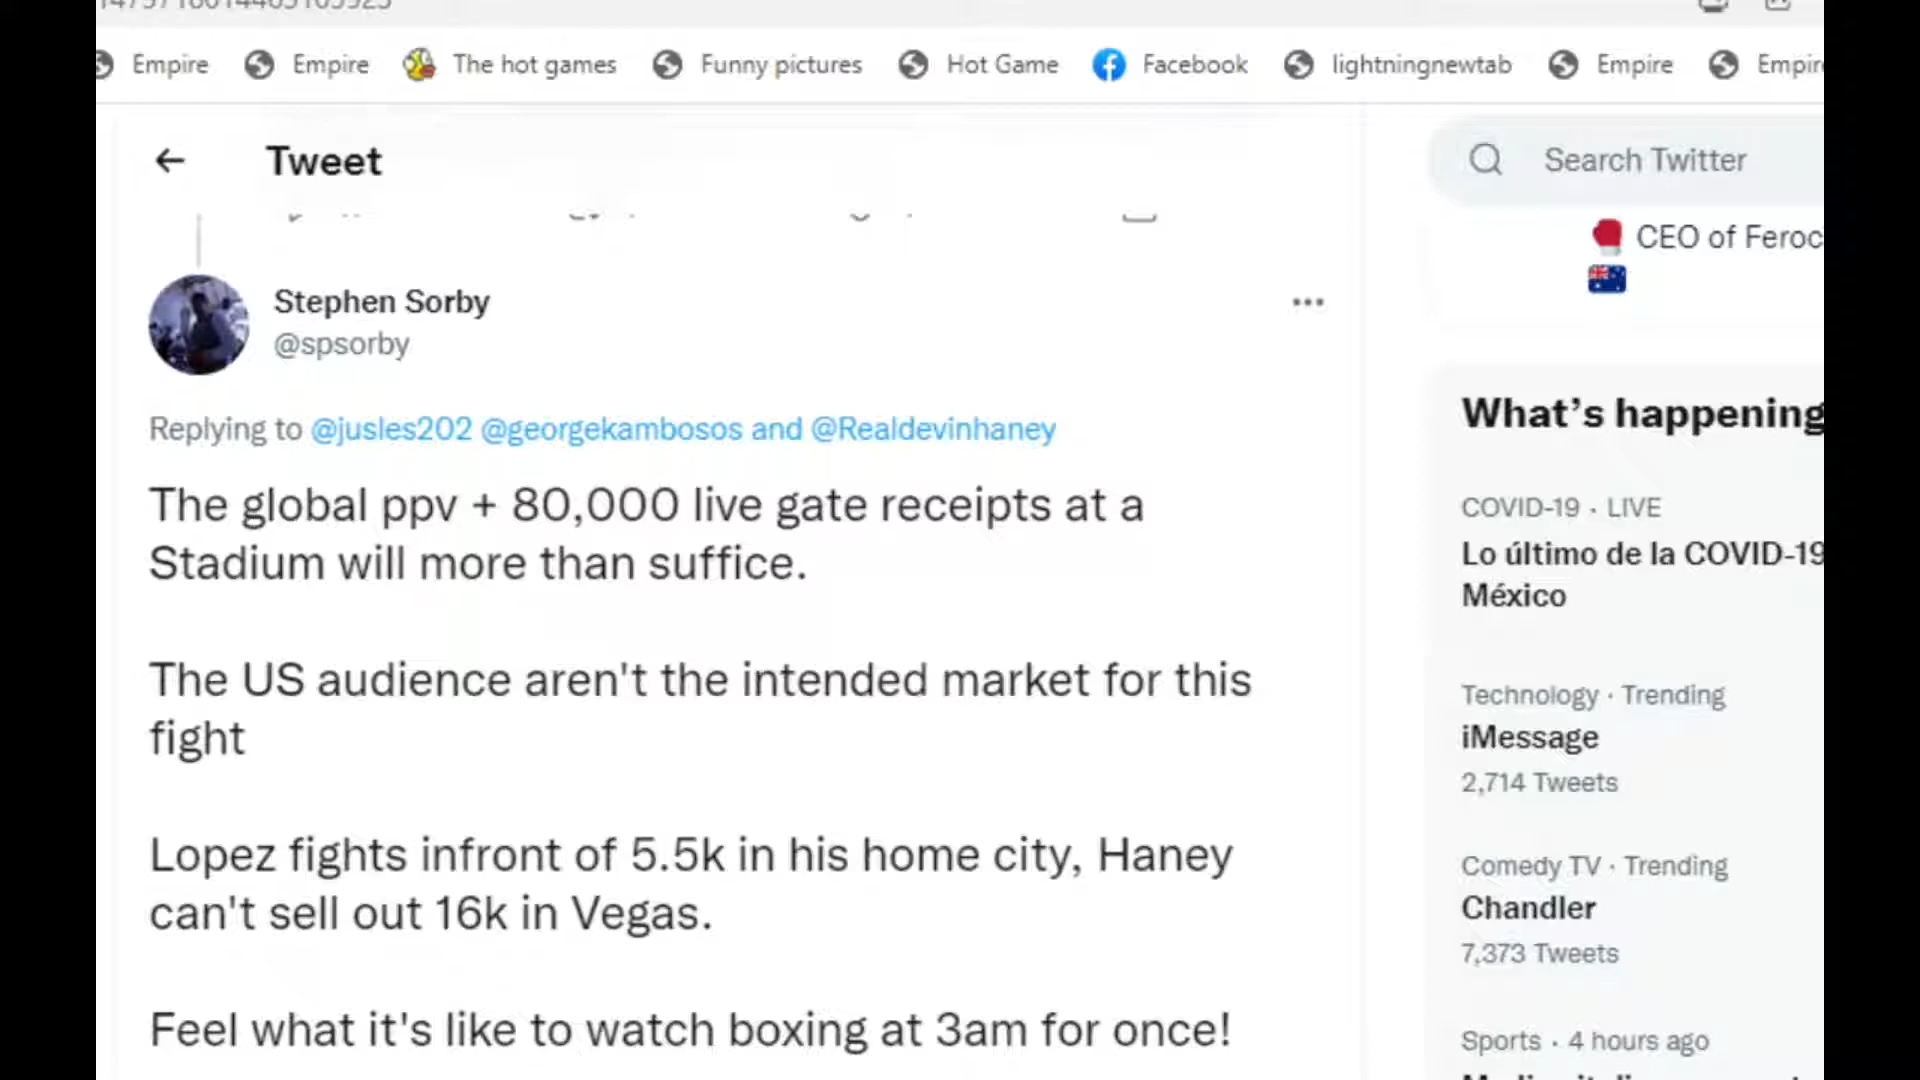 Empire Empire The hot games Funny pictures Hot Game Facebook lightningnewtab Empire
Tweet
Search Twitter
CEO of
Stephen Sorby
@spsorby
Replying to @jusles202 @georgekambosos and @Realdevinhaney
The global ppv + 80,000 live gate receipts at a
Stadium will more than suffice.
The US audience aren't the intended market for this
fight
Lopez fights infront of 5.5k in his home city, Haney
can't sell out 16k in Vegas.
Feel what it's like to watch boxing at 3am for once!
What's happening
COVID-19 · LIVE
Lo último de la COVID-19
México
Technology · Trending
iMessage
2,714 Tweets
Comedy TV · Trending
Chandler
7,373 Tweets
Sports · 4 hours ago